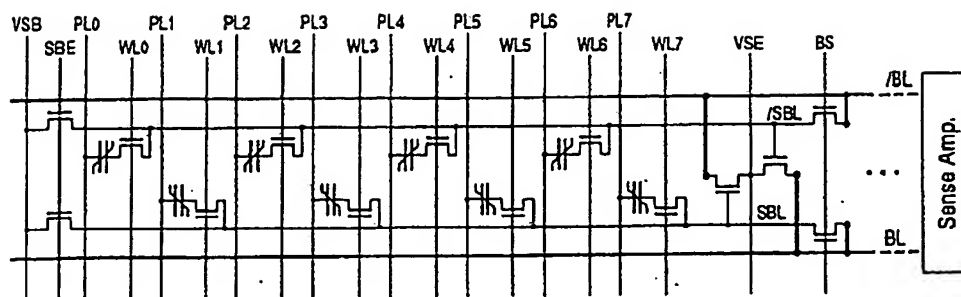 VSB PL0 PL1 PL2 PL3 PL4 PL5 PL6 PL7
SBE WL0 WL1 WL2 WL3 WL4 WL5 WL6 WL7 VSE BS
/BL
/SBL
SBL
BL
Sense Amp.